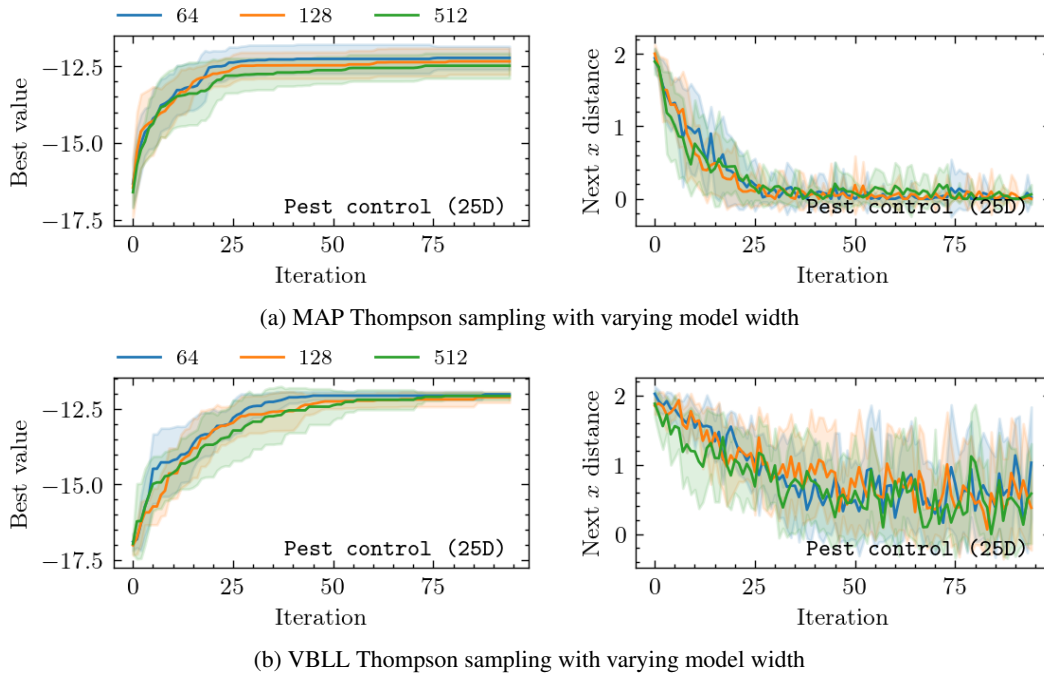 64 128 512
Best value
−12.5
−15.0
−17.5
Pest control (25D)
0 25 50 75
Iteration
Next x distance
2
1
0
Pest control (25D)
0 25 50 75
Iteration
(a) MAP Thompson sampling with varying model width
64 128 512
Best value
−12.5
−15.0
−17.5
Pest control (25D)
0 25 50 75
Iteration
Next x distance
2
1
0
Pest control (25D)
0 25 50 75
Iteration
(b) VBLL Thompson sampling with varying model width